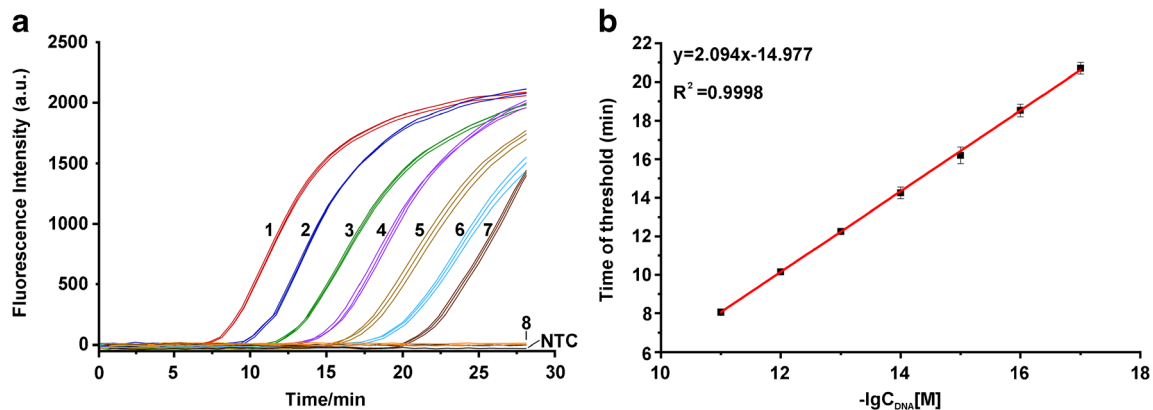 a
2500
2000
1500
1000
500
0
Fluorescence Intensity (a.u.)
1 2 3 4 5 6 7
8
NTC
0 5 10 15 20 25 30
Time/min
b
y=2.094x-14.977
R²=0.9998
22
20
18
16
14
12
10
8
6
Time of threshold (min)
10 12 14 16 18
-lgC_DNA[M]